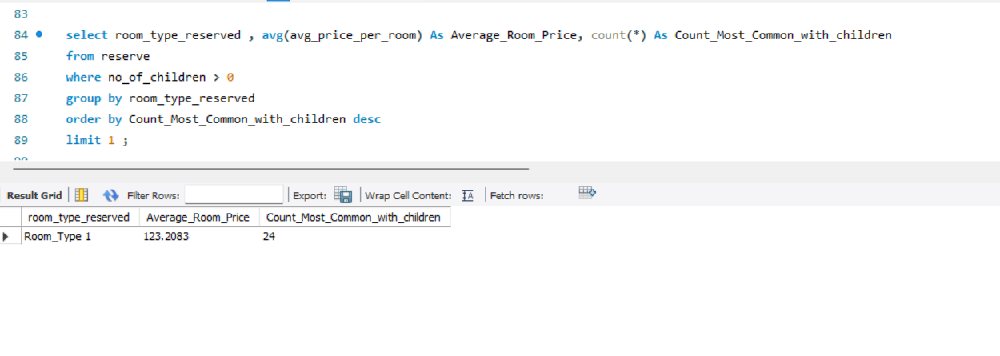 83
84 select room_type_reserved , avg(avg_price_per_room) As Average_Room_Price, count(*) As Count_Most_Common_with_children
85 from reserve
86 where no_of_children > 0
87 group by room_type_reserved
88 order by Count_Most_Common_with_children desc
89 limit 1 ;
Result Grid Filter Rows: Export: Wrap Cell Content: Fetch rows:
room_type_reserved Average_Room_Price Count_Most_Common_with_children
Room_Type 1 123.2083 24